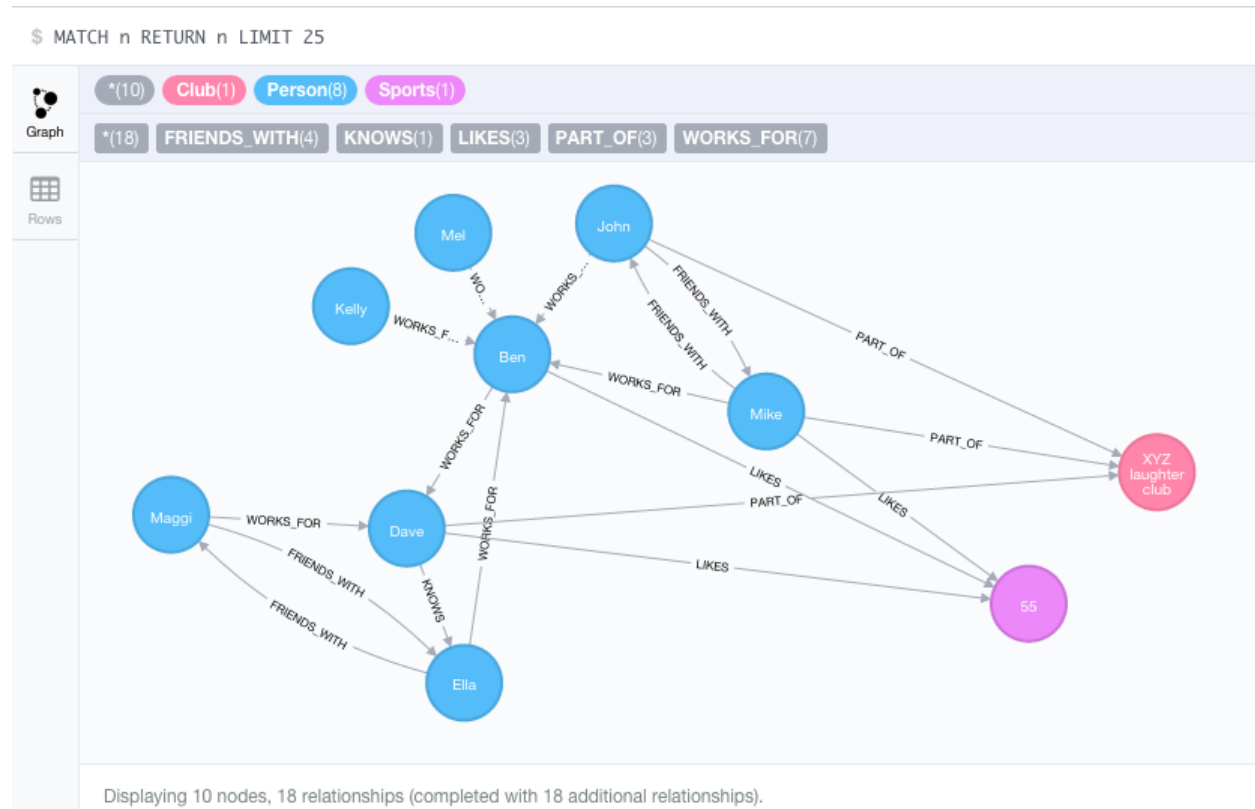 $ MATCH n RETURN n LIMIT 25
Graph
Rows
*(10) Club(1) Person(8) Sports(1)
*(18) FRIENDS_WITH(4) KNOWS(1) LIKES(3) PART_OF(3) WORKS_FOR(7)
Mel
John
Kelly
WO...
WORKS_...
FRIENDS_WITH
FRIENDS_WITH
WORKS_F...
PART_OF
Ben
WORKS_FOR
Mike
WORKS_FOR
PART_OF
XYZ
laughter
club
LIKES
LIKES
PART_OF
WORKS_FOR
Maggi
WORKS_FOR
Dave
LIKES
FRIENDS_WITH
KNOWS
FRIENDS_WITH
55
Ella
Displaying 10 nodes, 18 relationships (completed with 18 additional relationships).